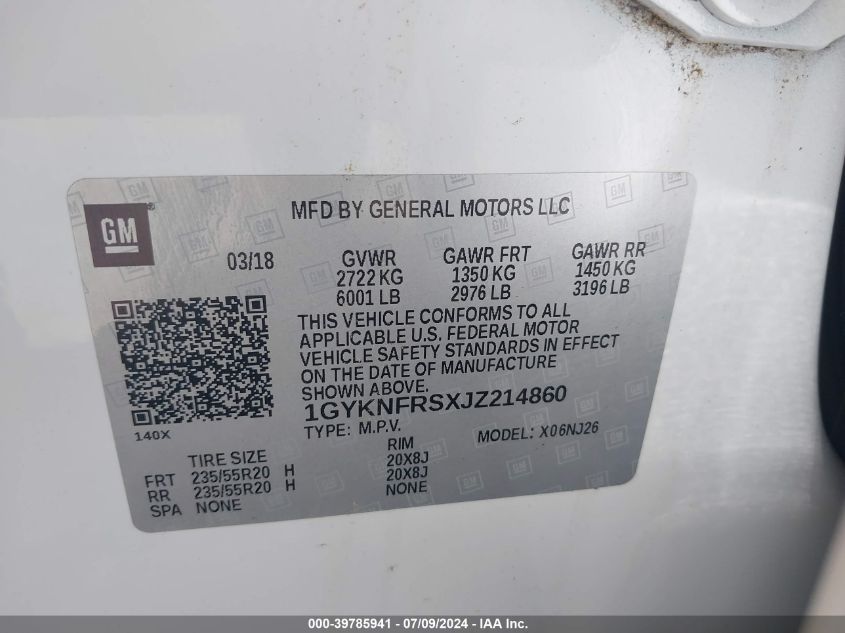 GM
MFD BY GENERAL MOTORS LLC
03/18 GVWR GAWR FRT GAWR RR
2722 KG 1350 KG 1450 KG
6001 LB 2976 LB 3196 LB
THIS VEHICLE CONFORMS TO ALL
APPLICABLE U.S. FEDERAL MOTOR
VEHICLE SAFETY STANDARDS IN EFFECT
ON THE DATE OF MANUFACTURE
SHOWN ABOVE.
1GYKNFRSXJZ214860
140X
TYPE: M.P.V. MODEL: X06NJ26
TIRE SIZE RIM
FRT 235/55R20 H 20X8J
RR 235/55R20 H 20X8J
SPA NONE NONE
000-39785941 - 07/09/2024 - IAA Inc.